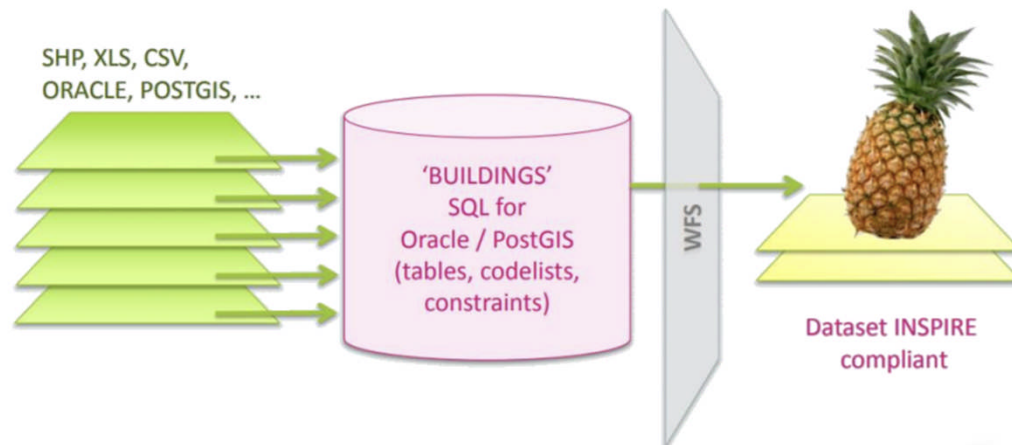 SHP, XLS, CSV,
ORACLE, POSTGIS, ...
‘BUILDINGS’
SQL for
Oracle / PostGIS
(tables, codelists,
constraints)
WFS
Dataset INSPIRE
compliant